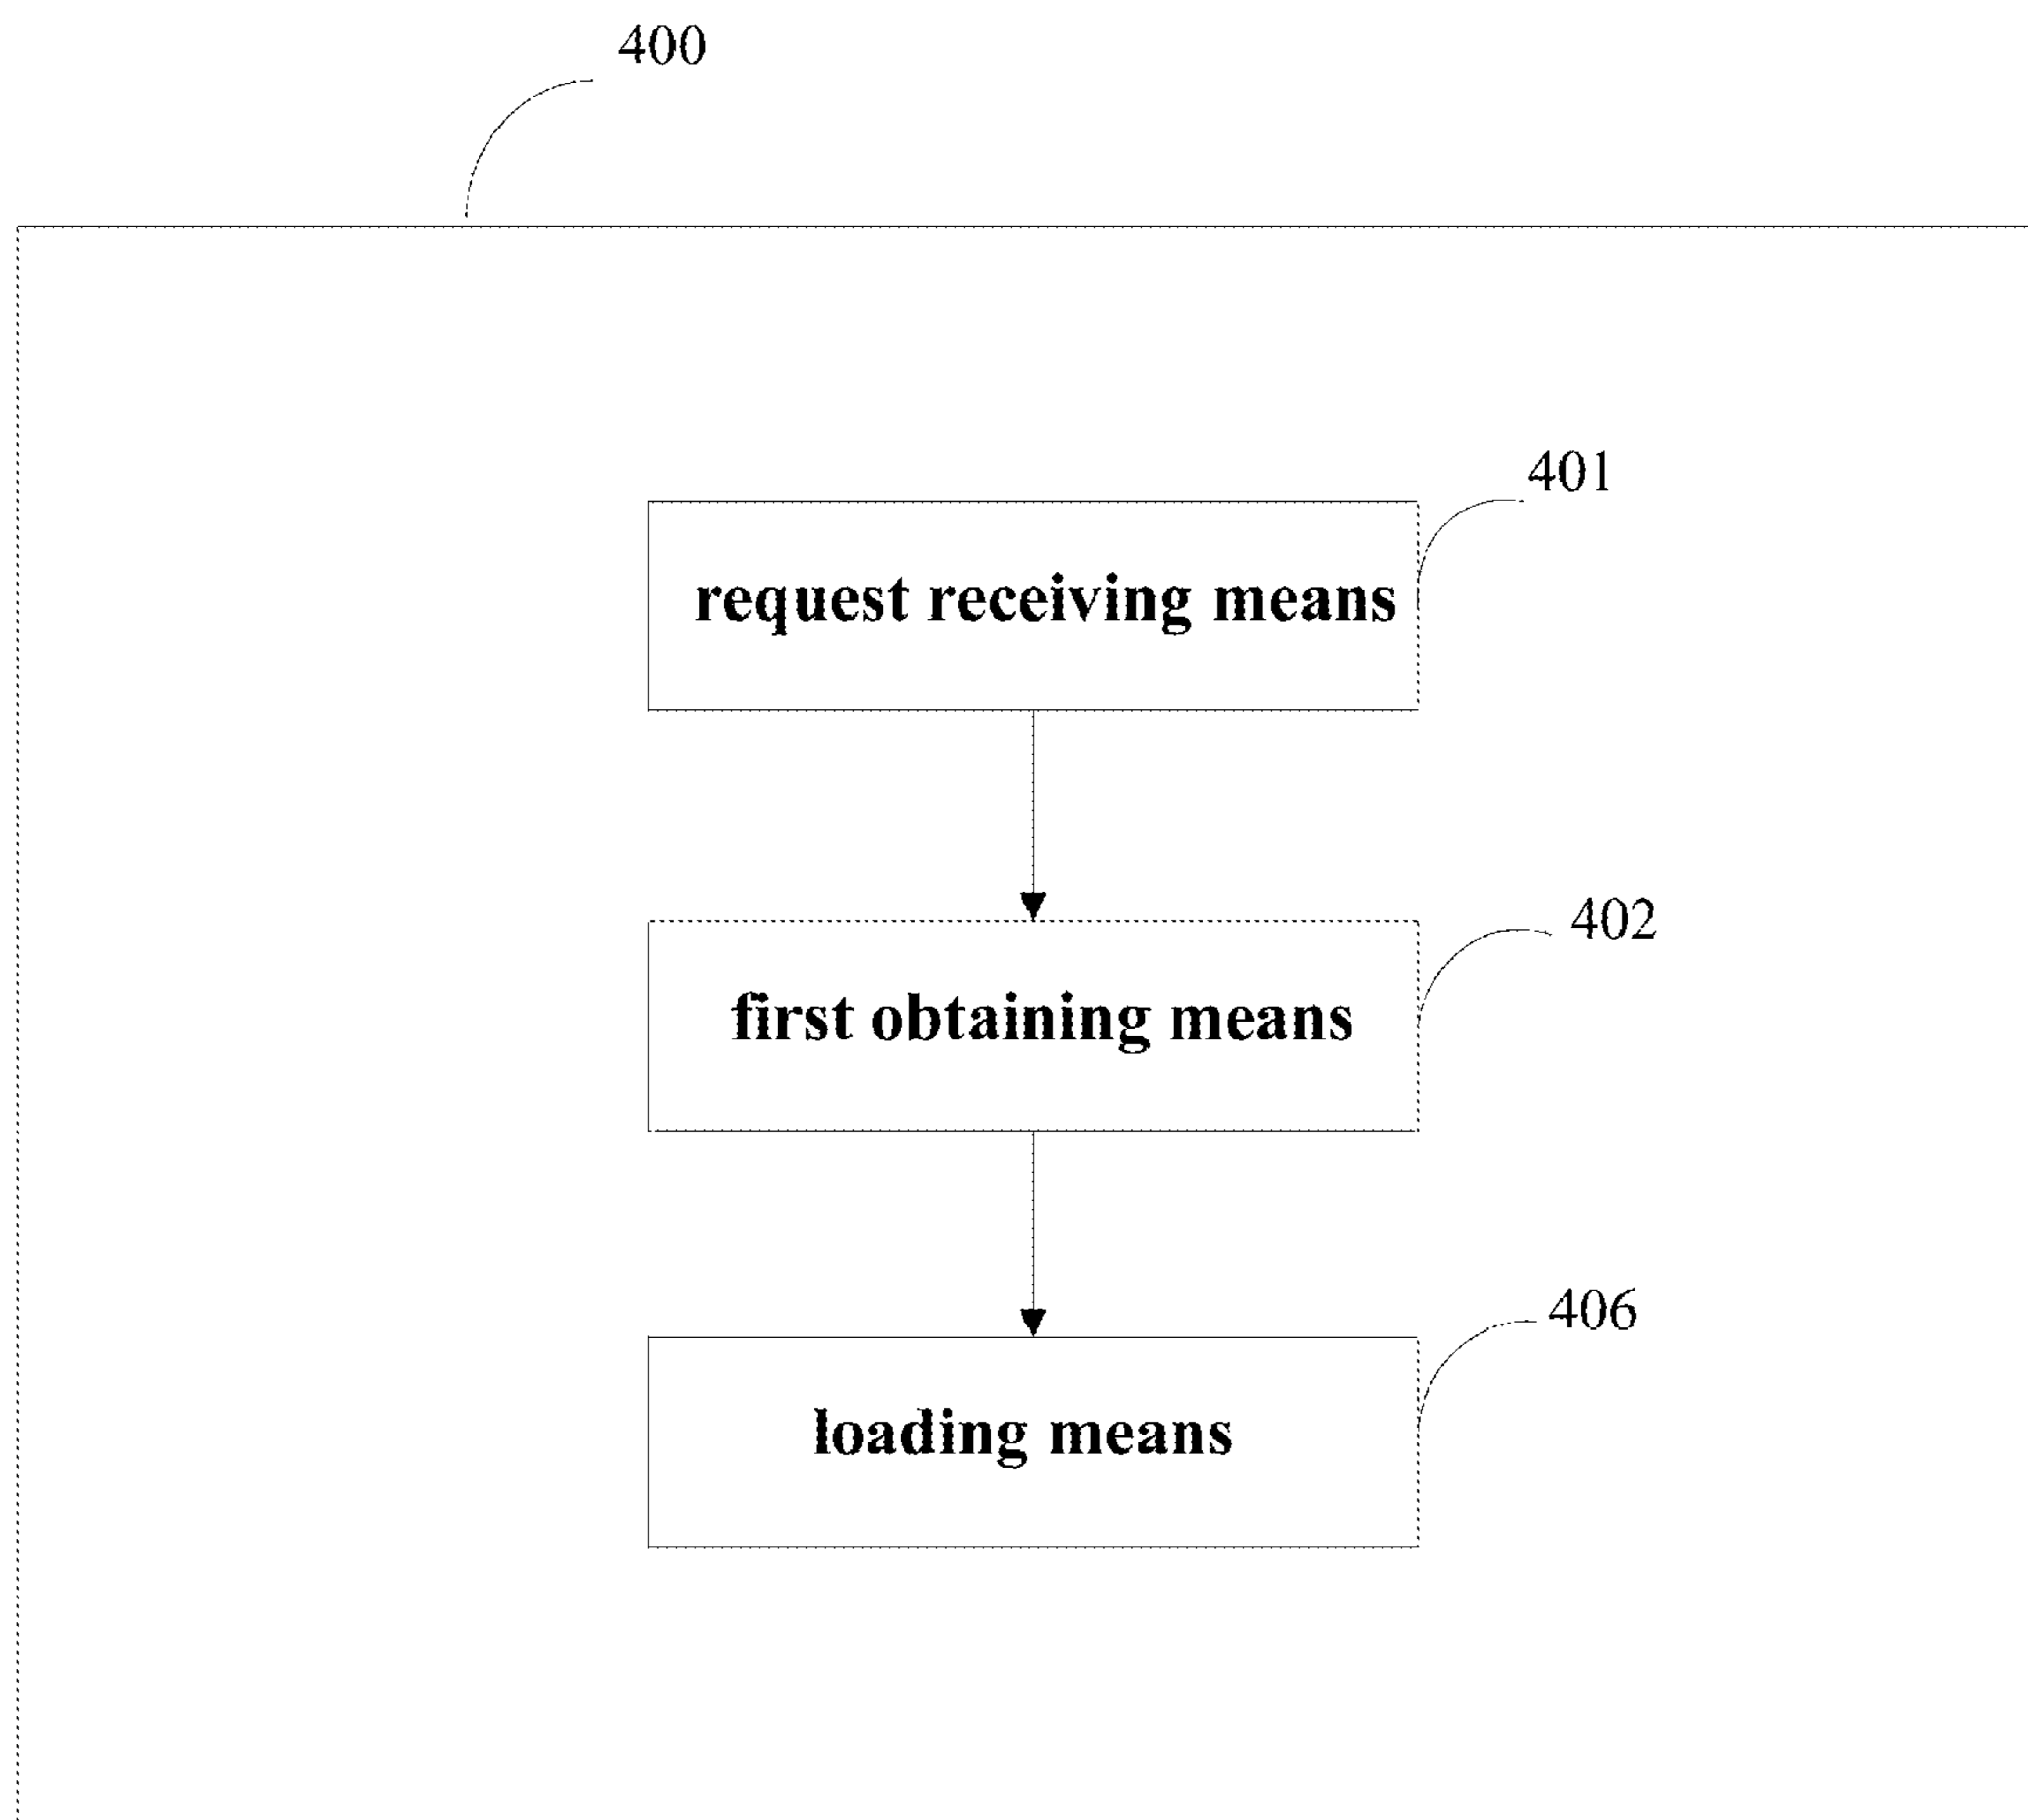 400
401
request receiving means
402
first obtaining means
406
loading means